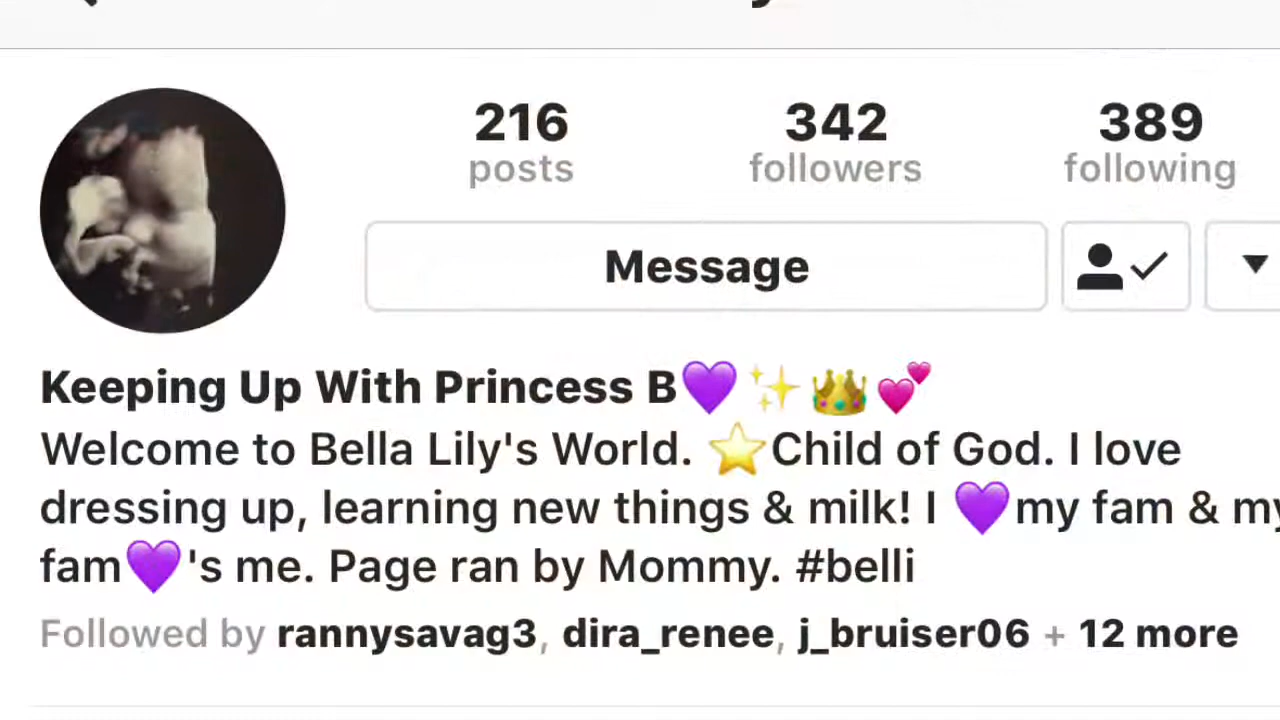 216 342 389
posts followers following
Message
Keeping Up With Princess B💜✨👑💕
Welcome to Bella Lily's World. ⭐Child of God. I love
dressing up, learning new things & milk! I 💜my fam & my
fam💜's me. Page ran by Mommy. #belli
Followed by rannysavag3, dira_renee, j_bruiser06 + 12 more